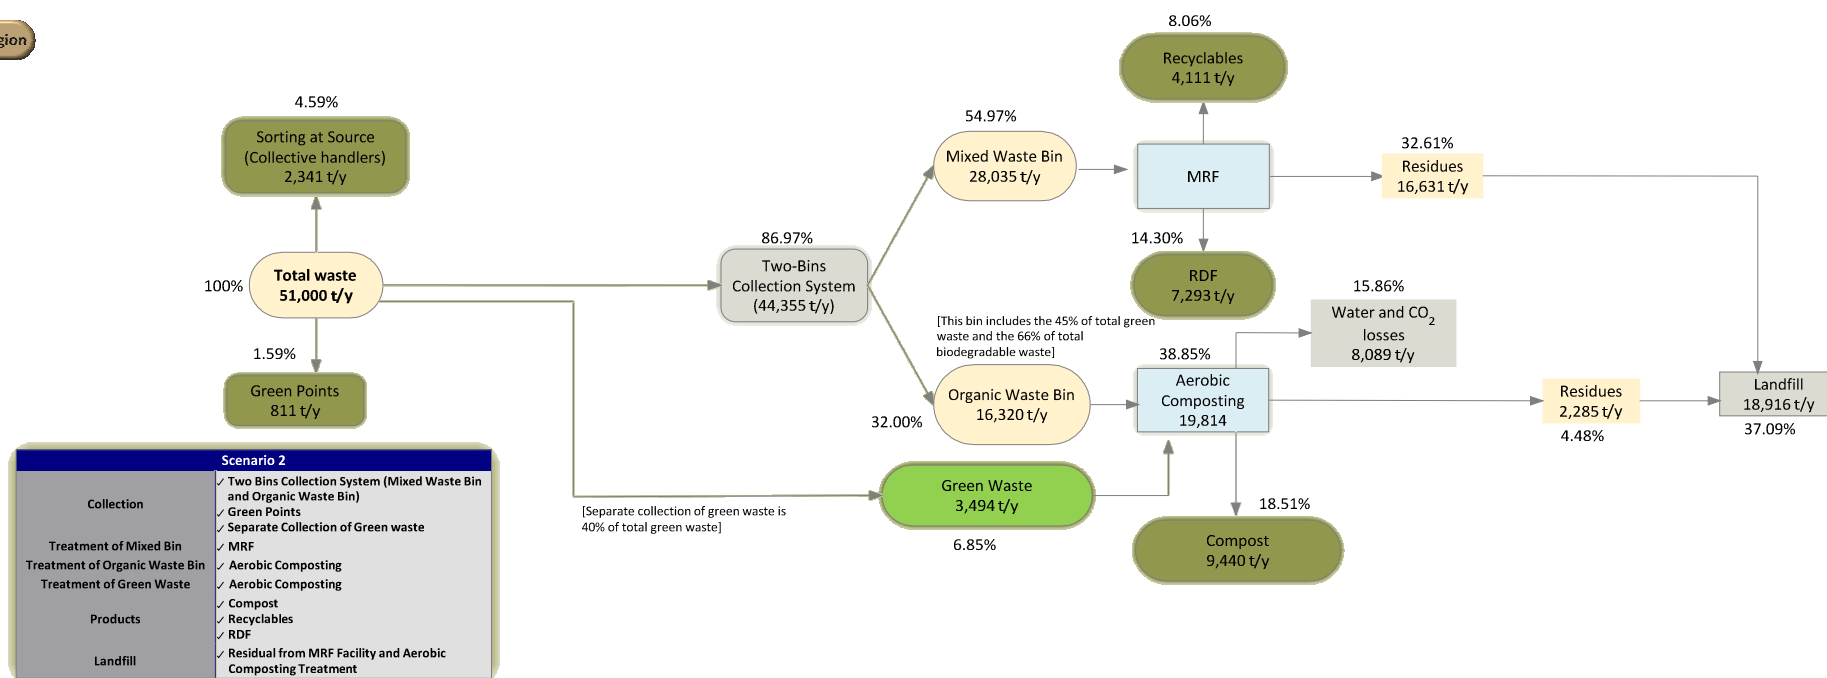 gion
8.06%
Recyclables
4,111 t/y
4.59%
Sorting at Source
(Collective handlers)
2,341 t/y
54.97%
Mixed Waste Bin
28,035 t/y
MRF
32.61%
Residues
16,631 t/y
86.97%
Two-Bins
Collection System
(44,355 t/y)
14.30%
RDF
7,293 t/y
100%
Total waste
51,000 t/y
15.86%
Water and CO2
losses
8,089 t/y
[This bin includes the 45% of total green
waste and the 66% of total
biodegradable waste]
1.59%
Green Points
811 t/y
38.85%
Aerobic
Composting
19,814
Organic Waste Bin
16,320 t/y
32.00%
Residues
2,285 t/y
4.48%
Landfill
18,916 t/y
37.09%
Green Waste
3,494 t/y
6.85%
[Separate collection of green waste is
40% of total green waste]
18.51%
Compost
9,440 t/y
Scenario 2
Collection
✓ Two Bins Collection System (Mixed Waste Bin
and Organic Waste Bin)
✓ Green Points
✓ Separate Collection of Green waste
Treatment of Mixed Bin
✓ MRF
Treatment of Organic Waste Bin
✓ Aerobic Composting
Treatment of Green Waste
✓ Aerobic Composting
Products
✓ Compost
✓ Recyclables
✓ RDF
Landfill
✓ Residual from MRF Facility and Aerobic
Composting Treatment